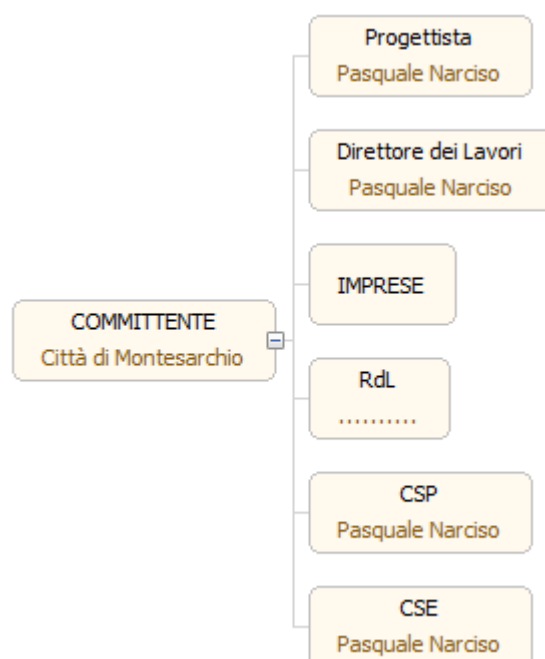 Progettista
Pasquale Narciso
Direttore dei Lavori
Pasquale Narciso
IMPRESE
COMMITTENTE
Città di Montesarchio
RdL
..........
CSP
Pasquale Narciso
CSE
Pasquale Narciso